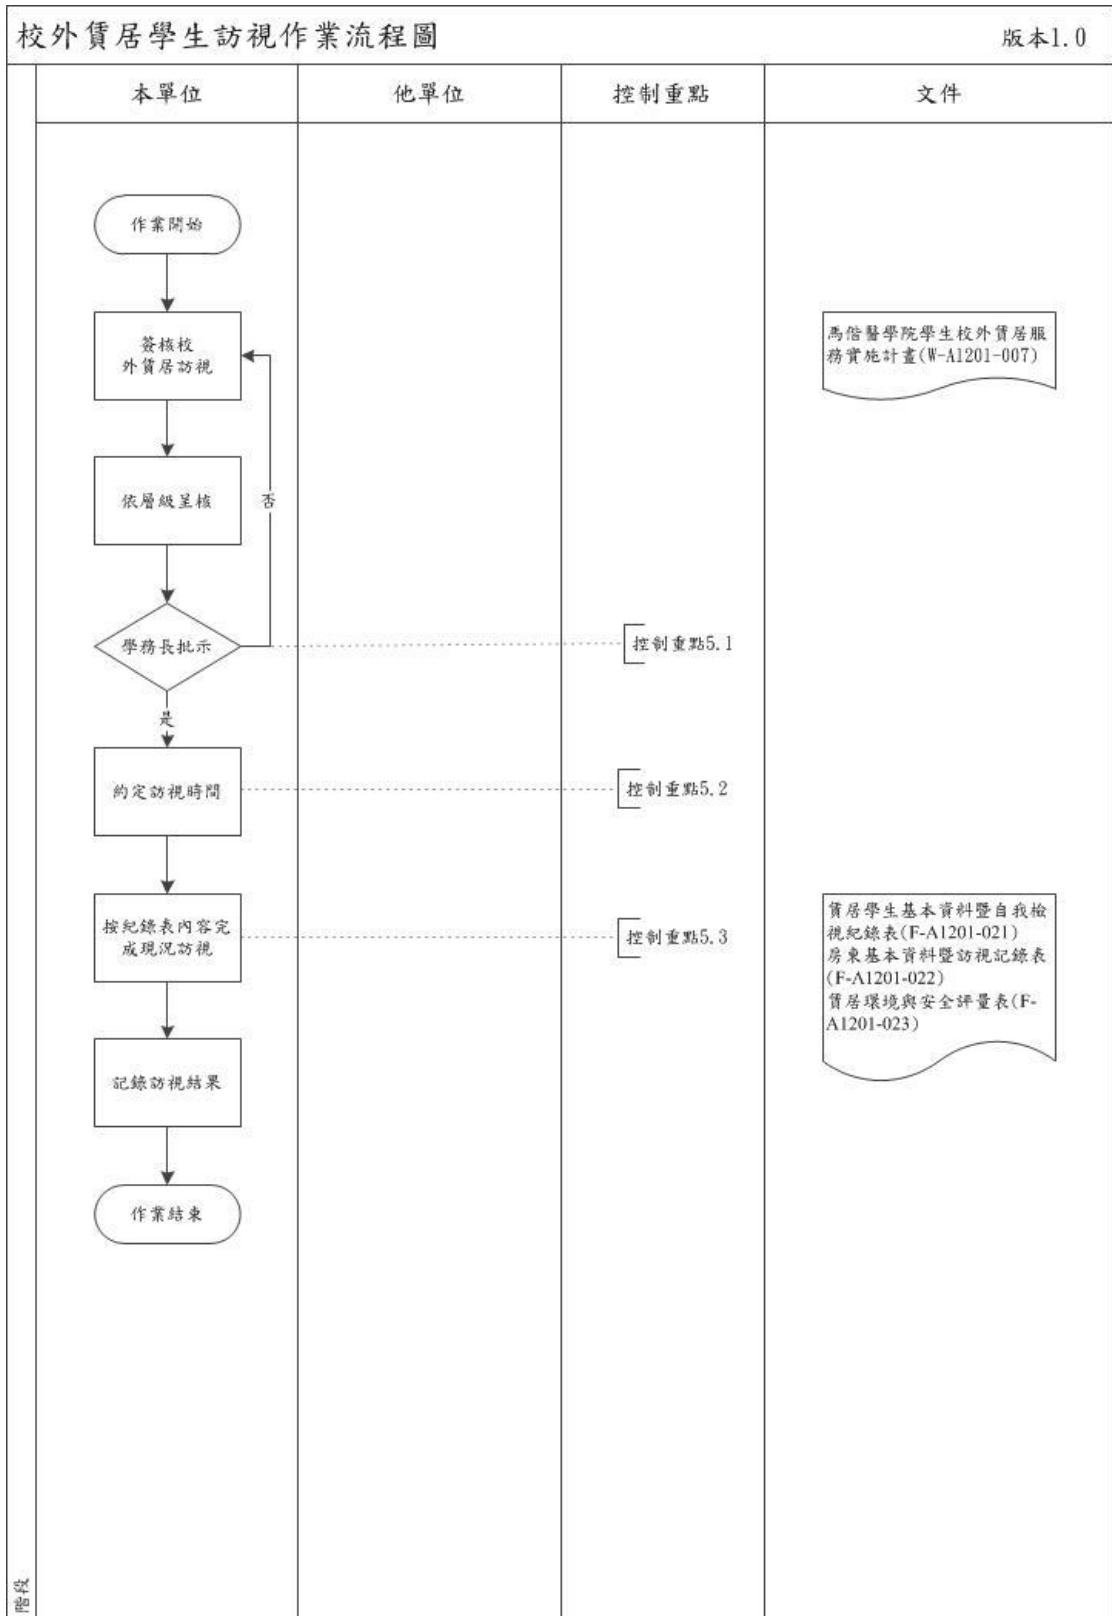 校外賃居學生訪視作業流程圖
版本1.0
本單位
他單位
控制重點
文件
作業開始
簽核校
外賃居訪視
馬偕醫學院學生校外賃居服
務實施計畫(W-A1201-007)
依層級呈核
否
學務長批示
控制重點5.1
是
約定訪視時間
控制重點5.2
按紀錄表內容完
成現況訪視
控制重點5.3
賃居學生基本資料暨自我檢
視紀錄表(F-A1201-021)
房東基本資料暨訪視記錄表
(F-A1201-022)
賃居環境與安全評量表(F-
A1201-023)
記錄訪視結果
作業結束
階段